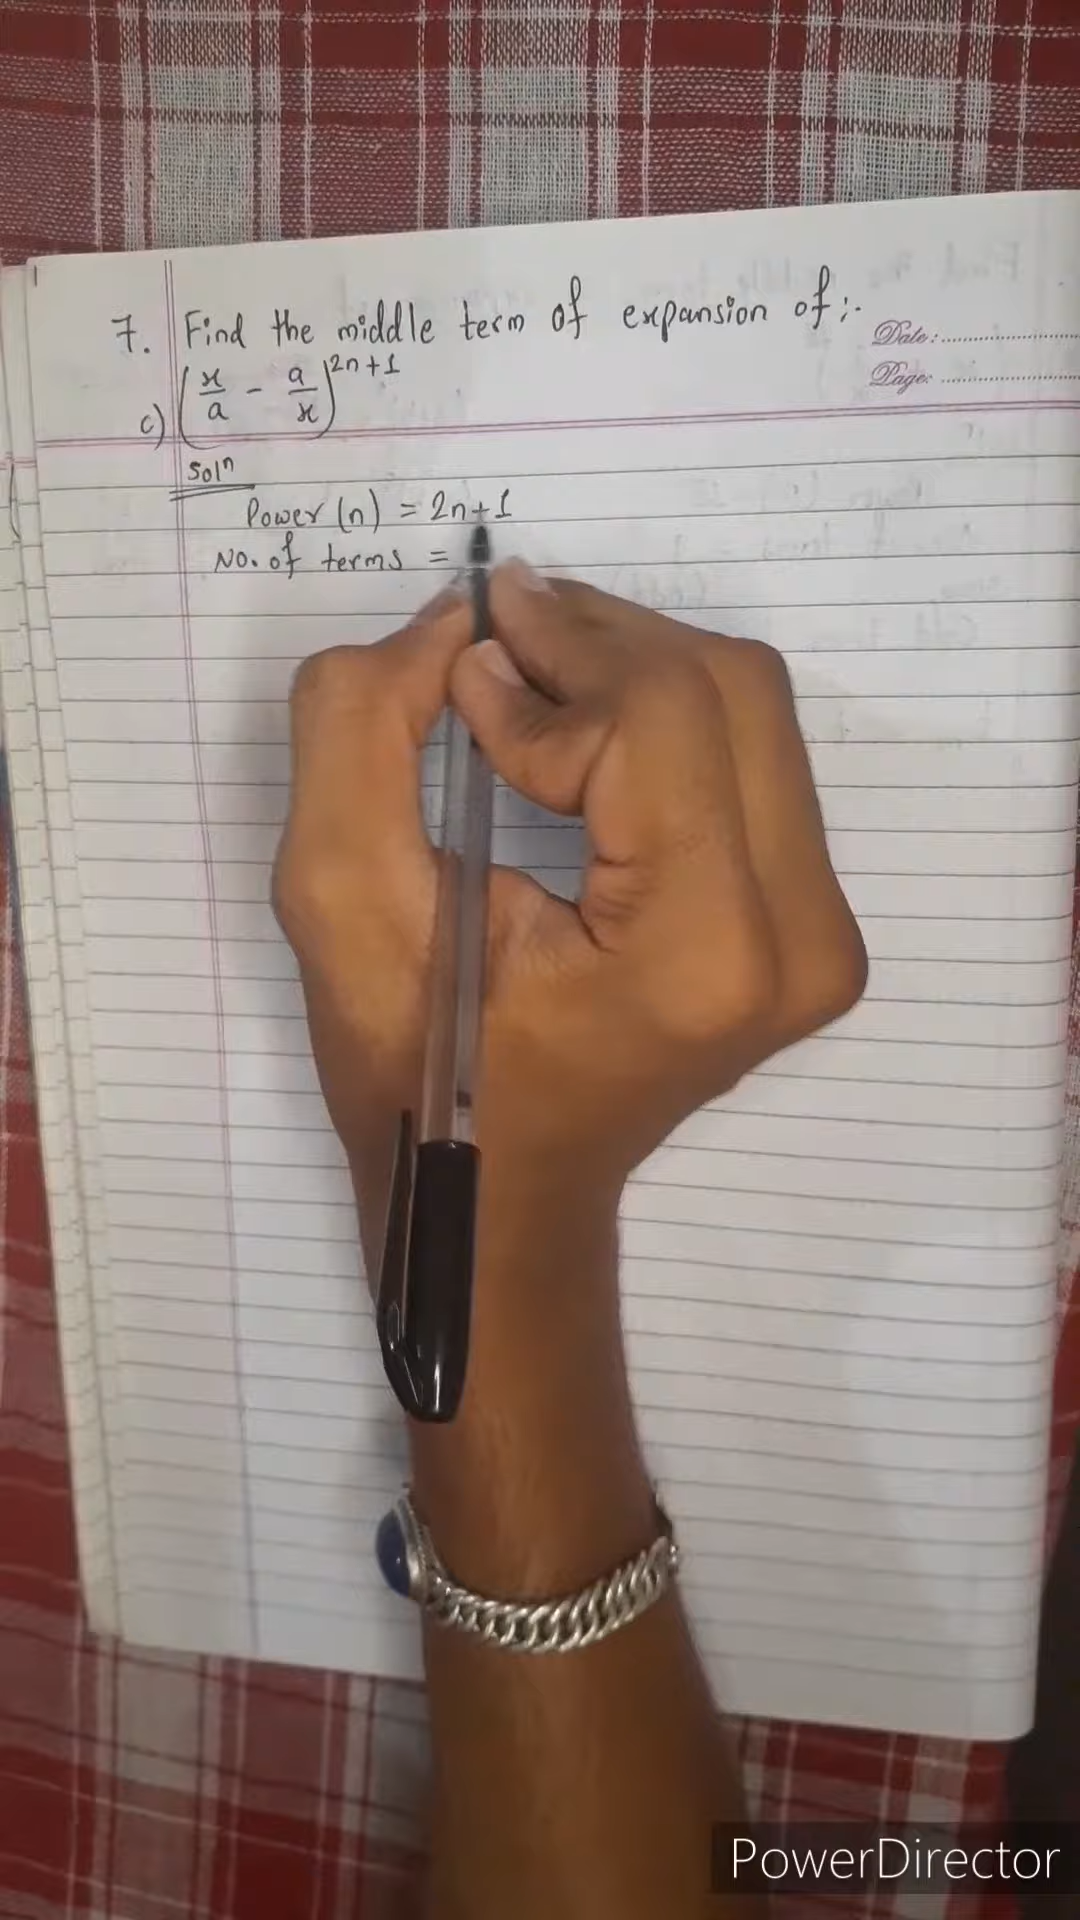 7. Find the middle term of expansion of :-
Date:
Page:
c) (x/a - a/x)^2n+1
Solⁿ
Power (n) = 2n+1
No. of terms =
PowerDirector